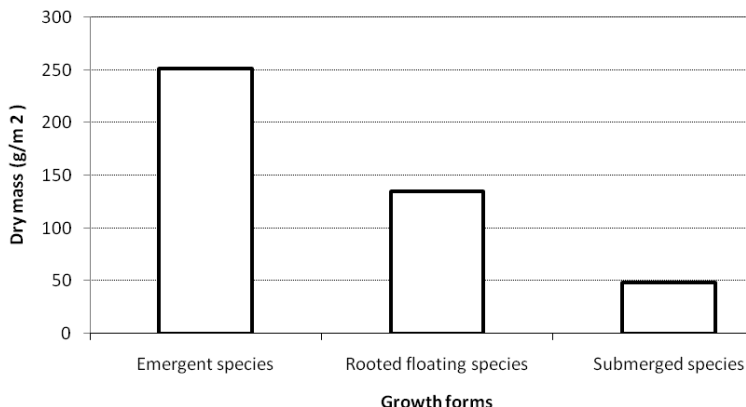 300
250
200
150
100
50
0
Dry mass (g/m 2 )
Emergent species
Rooted floating species
Submerged species
Growth forms